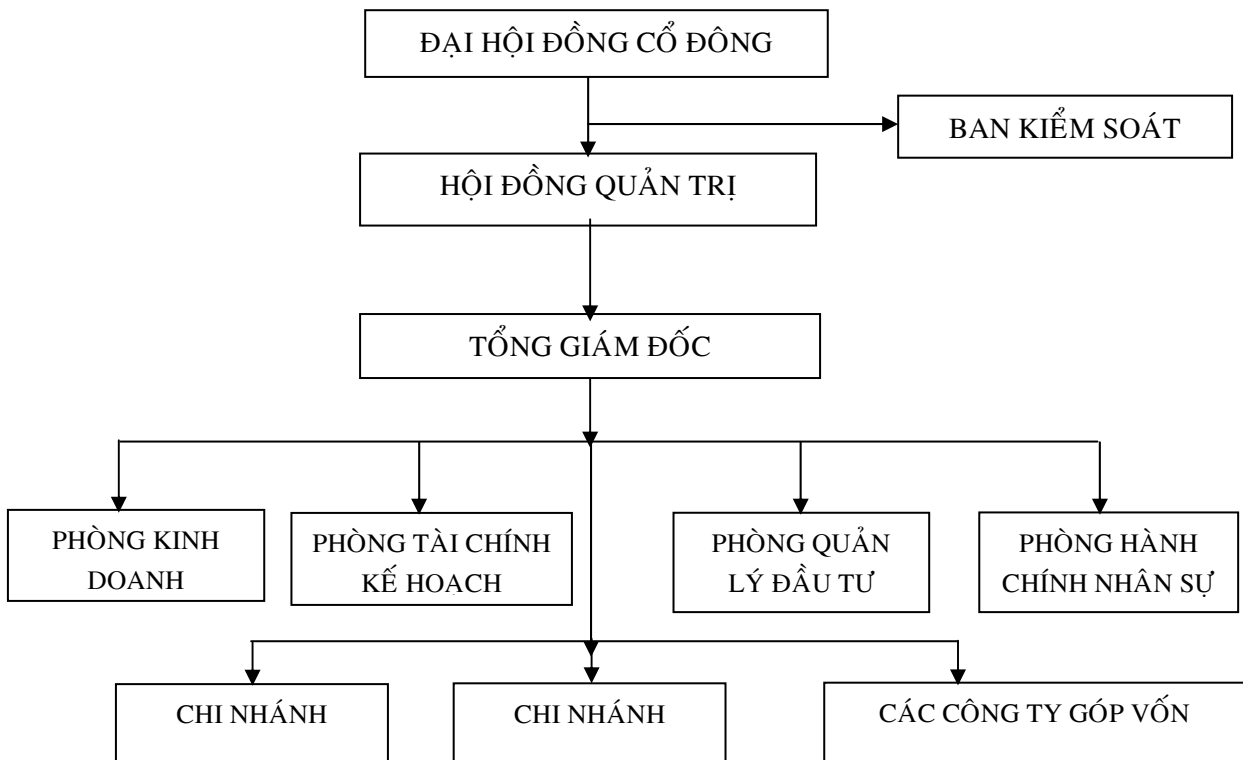 ĐẠI HỘI ĐỒNG CỔ ĐÔNG
BAN KIỂM SOÁT
HỘI ĐỒNG QUẢN TRỊ
TỔNG GIÁM ĐỐC
PHÒNG KINH
DOANH
PHÒNG TÀI CHÍNH
KẾ HOẠCH
PHÒNG QUẢN
LÝ ĐẦU TƯ
PHÒNG HÀNH
CHÍNH NHÂN SỰ
CHI NHÁNH
CHI NHÁNH
CÁC CÔNG TY GÓP VỐN